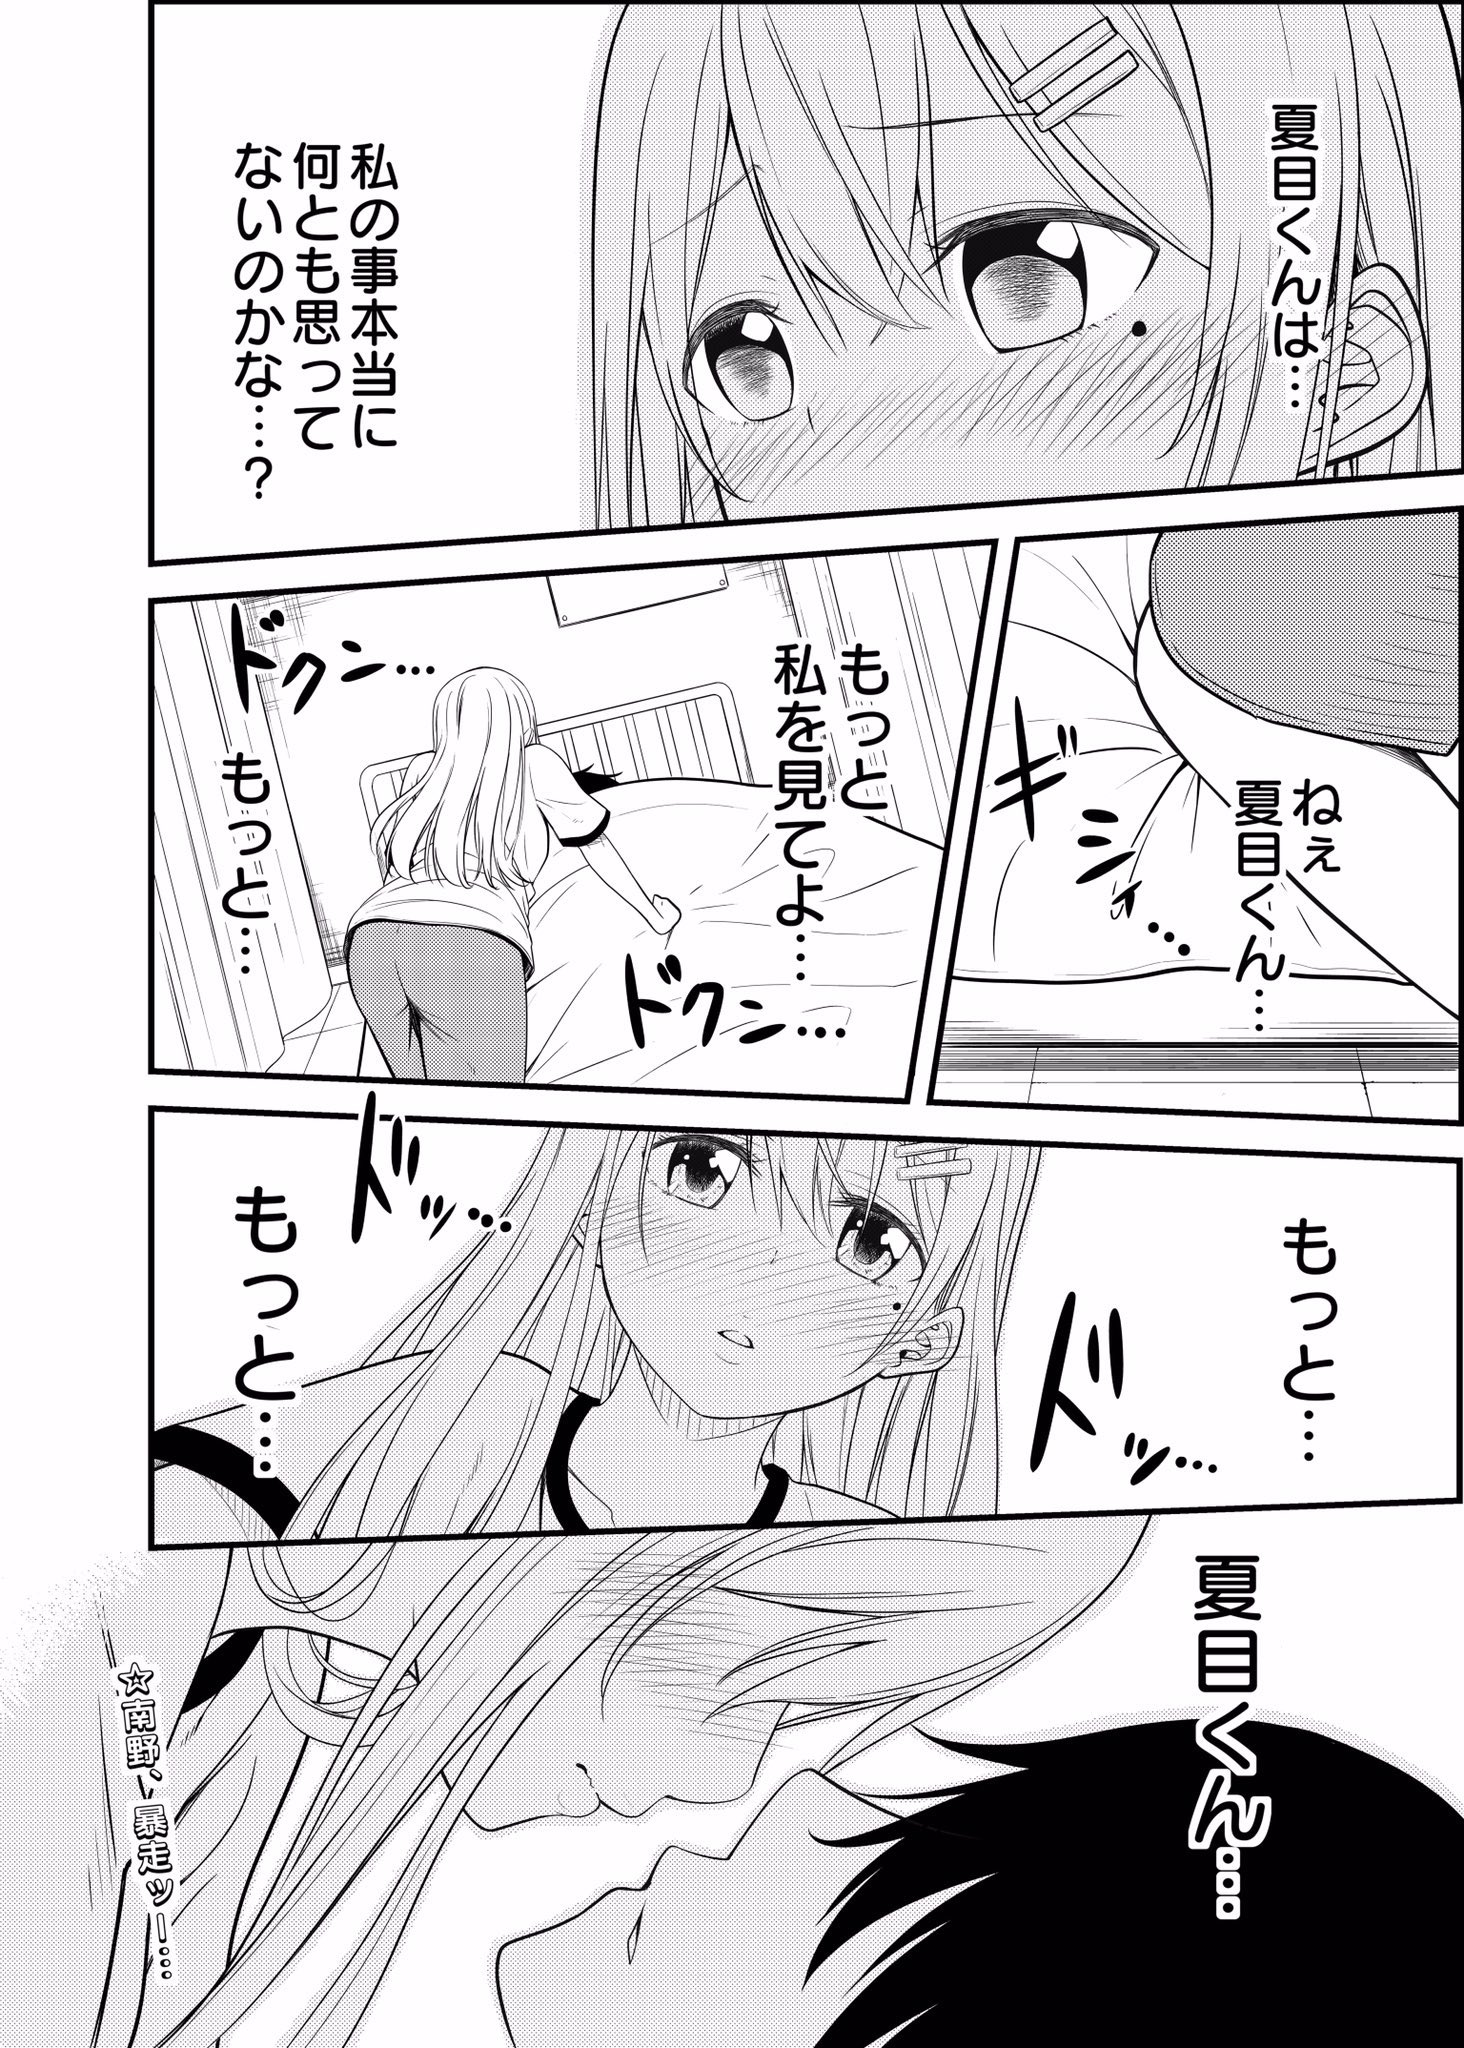 夏目くんは…
私の事本当に
何とも思って
ないのかな…?
ギシィッ…
ねぇ
夏目くん…
もっと
私を見てよ…
ドクン…
ドクン…
もっと…
もっと…
ドッ…
ドッ…
もっと…
夏目くん…
☆南野、暴走ッー…